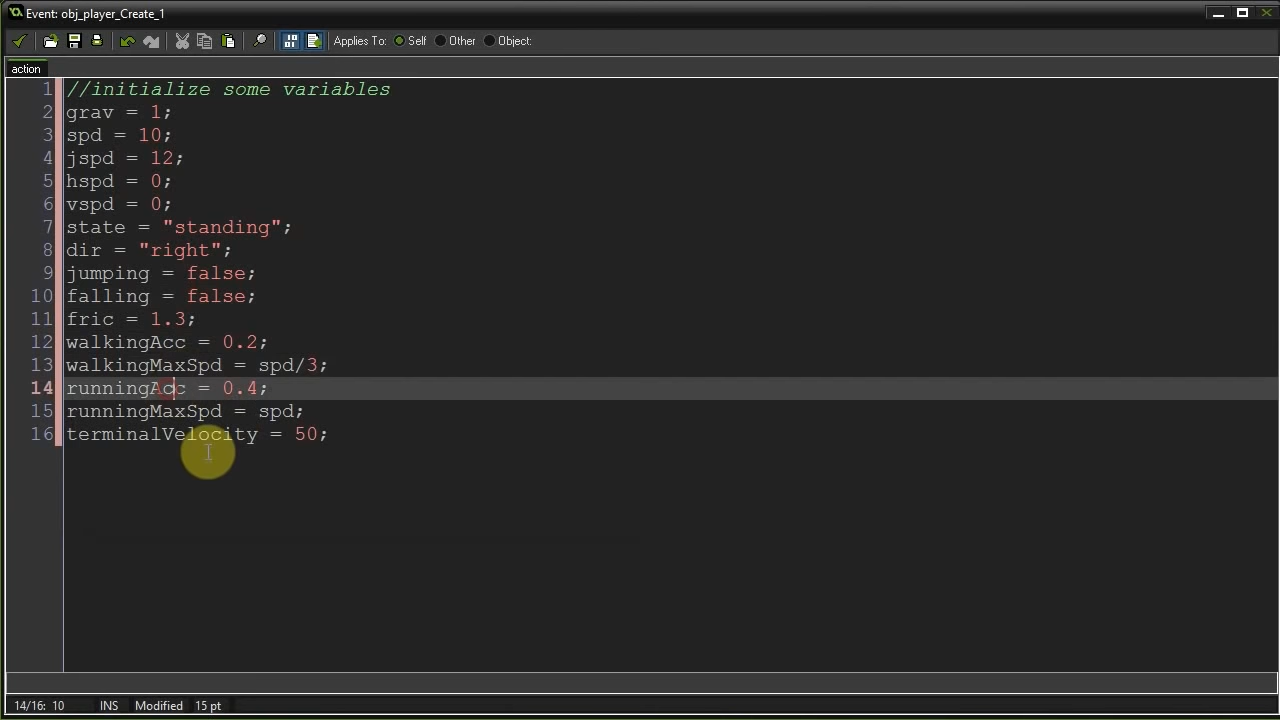 Event: obj_player_Create_1
Applies To: Self Other Object:
action
1 //initialize some variables
2 grav = 1;
3 spd = 10;
4 jspd = 12;
5 hspd = 0;
6 vspd = 0;
7 state = "standing";
8 dir = "right";
9 jumping = false;
10 falling = false;
11 fric = 1.3;
12 walkingAcc = 0.2;
13 walkingMaxSpd = spd/3;
14 runningAcc = 0.4;
15 runningMaxSpd = spd;
16 terminalVelocity = 50;
14/16: 10 INS Modified 15 pt